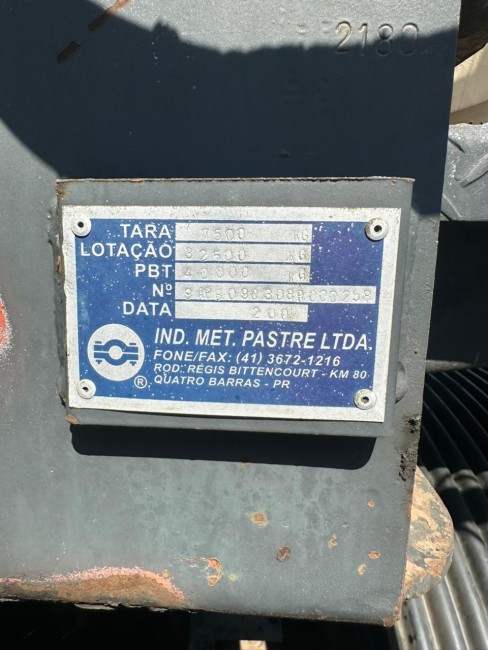 2180
TARA 7500 KG
LOTAÇÃO 32500 KG
PBT 40000 KG
Nº
DATA
IND. MET. PASTRE LTDA.
FONE/FAX: (41) 3672-1216
ROD: RÉGIS BITTENCOURT - KM 80
® QUATRO BARRAS - PR